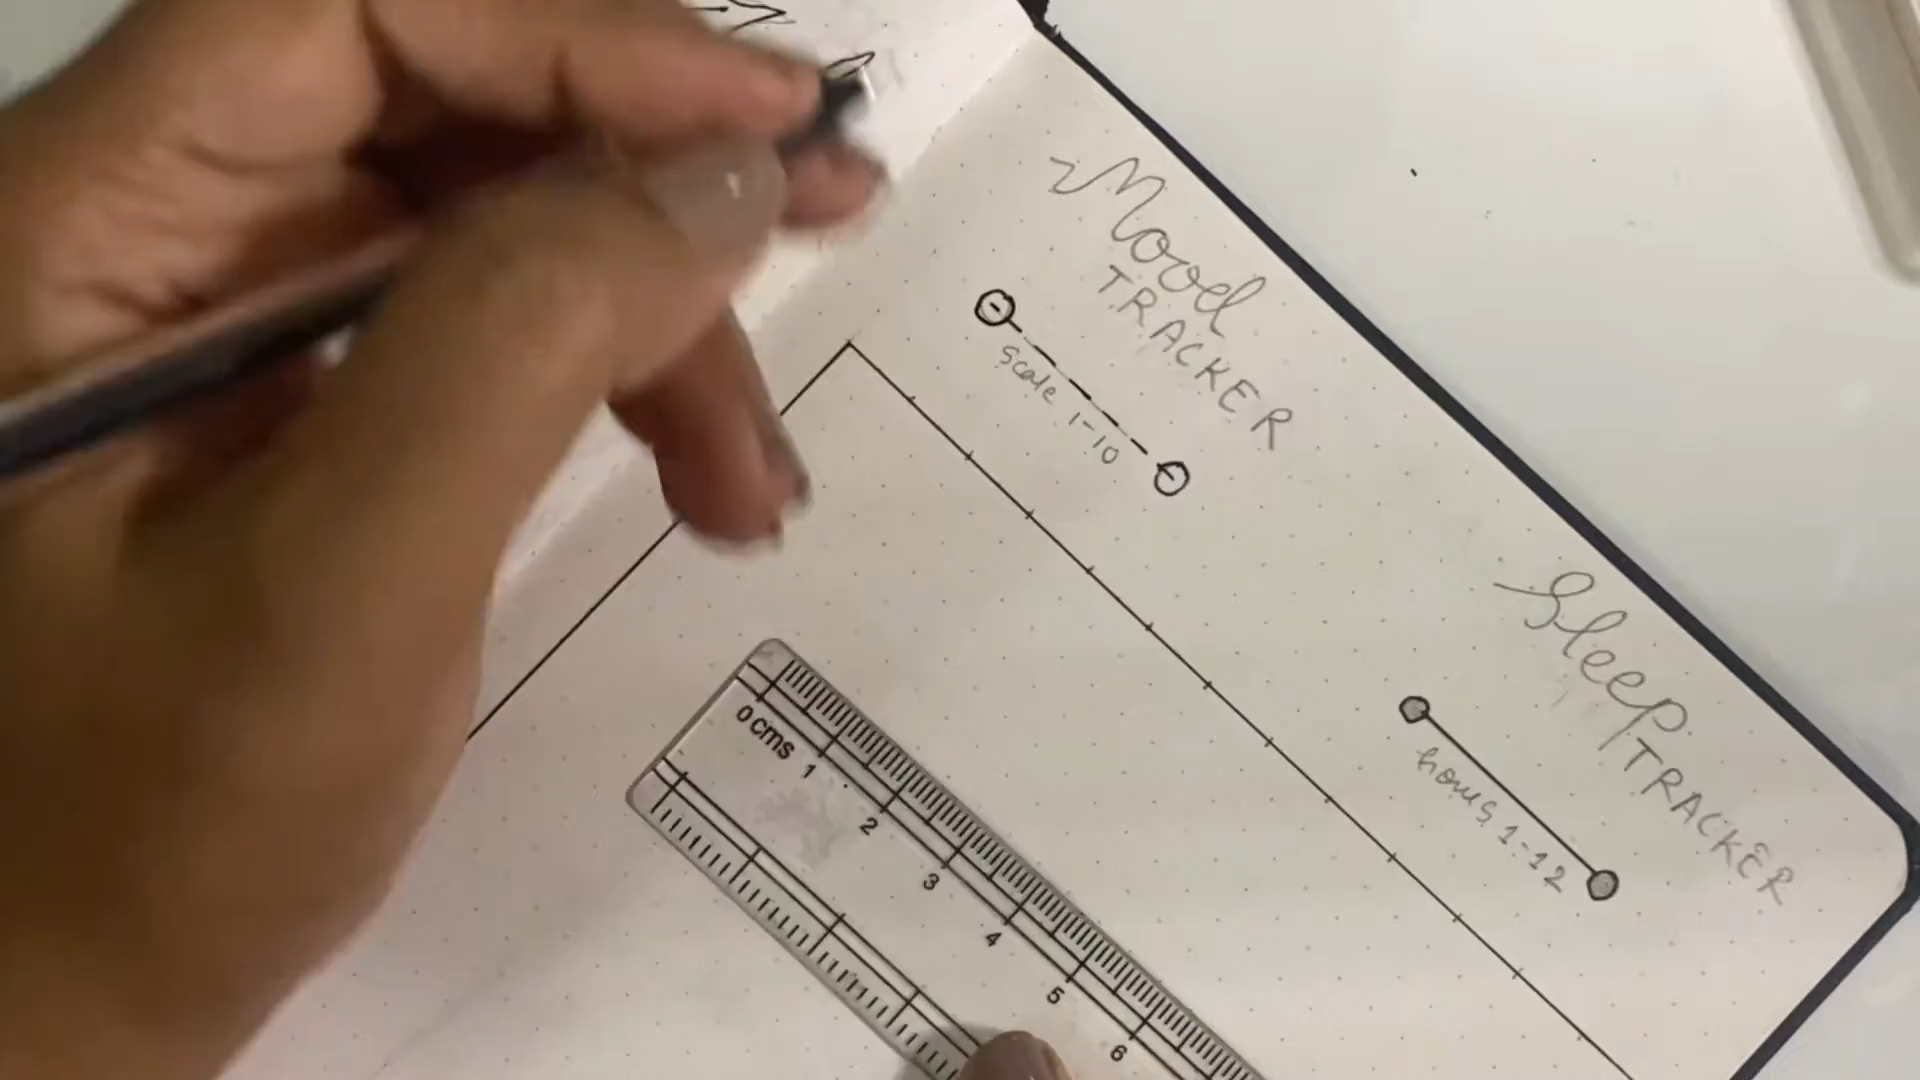 Mood
TRACKER
scale 1-10
Sleep
TRACKER
hours 1-12
0 cms 1 2 3 4 5 6